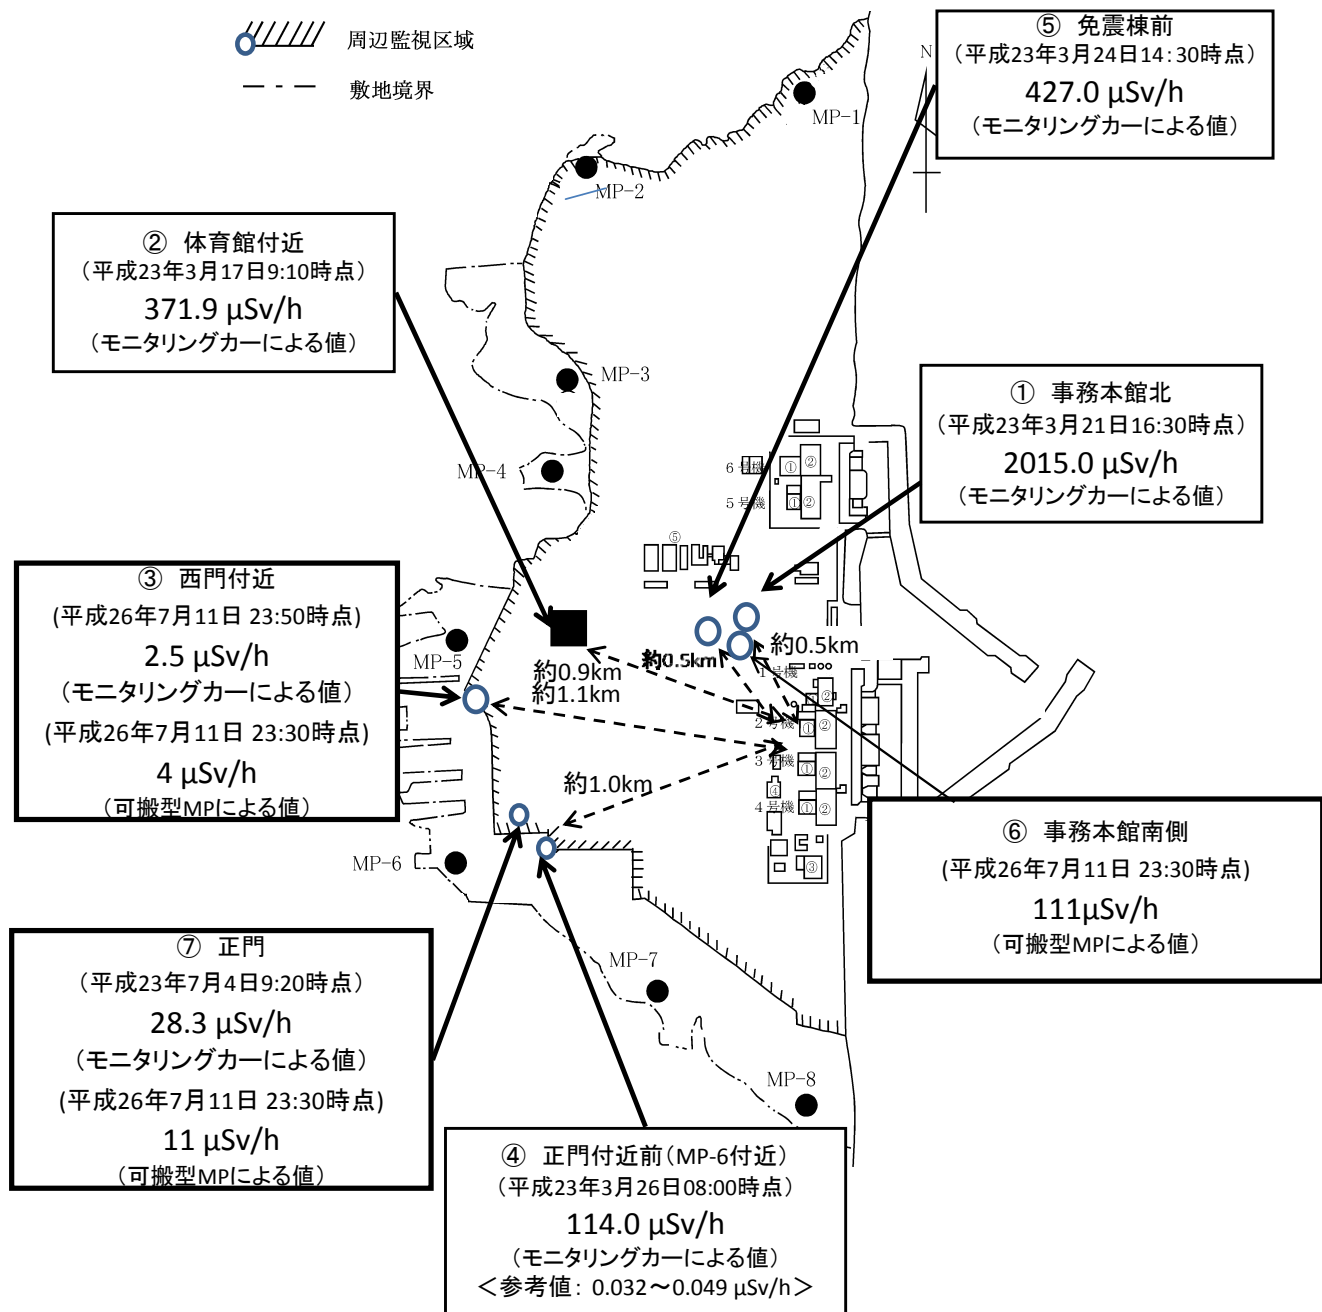 周辺監視区域
敷地境界
⑤ 免震棟前
（平成23年3月24日14：30時点）
427.0 μSv/h
（モニタリングカーによる値）
N
MP-1
MP-2
② 体育館付近
（平成23年3月17日9:10時点）
371.9 μSv/h
（モニタリングカーによる値）
MP-3
① 事務本館北
（平成23年3月21日16:30時点）
2015.0 μSv/h
（モニタリングカーによる値）
MP-4
6号機
①
②
5号機
①
②
⑤
③ 西門付近
(平成26年7月11日 23:50時点)
2.5 μSv/h
（モニタリングカーによる値）
(平成26年7月11日 23:30時点)
4 μSv/h
（可搬型MPによる値）
MP-5
約0.9km
約1.1km
約0.5km
約0.5km
1号機
②
2号機
①
②
3号機
①
②
④
4号機
①
②
③
約1.0km
MP-6
⑥ 事務本館南側
(平成26年7月11日 23:30時点)
111μSv/h
（可搬型MPによる値）
⑦ 正門
（平成23年7月4日9:20時点）
28.3 μSv/h
（モニタリングカーによる値）
(平成26年7月11日 23:30時点)
11 μSv/h
（可搬型MPによる値）
MP-7
MP-8
④ 正門付近前（MP-6付近）
（平成23年3月26日08:00時点）
114.0 μSv/h
（モニタリングカーによる値）
＜参考値： 0.032～0.049 μSv/h＞